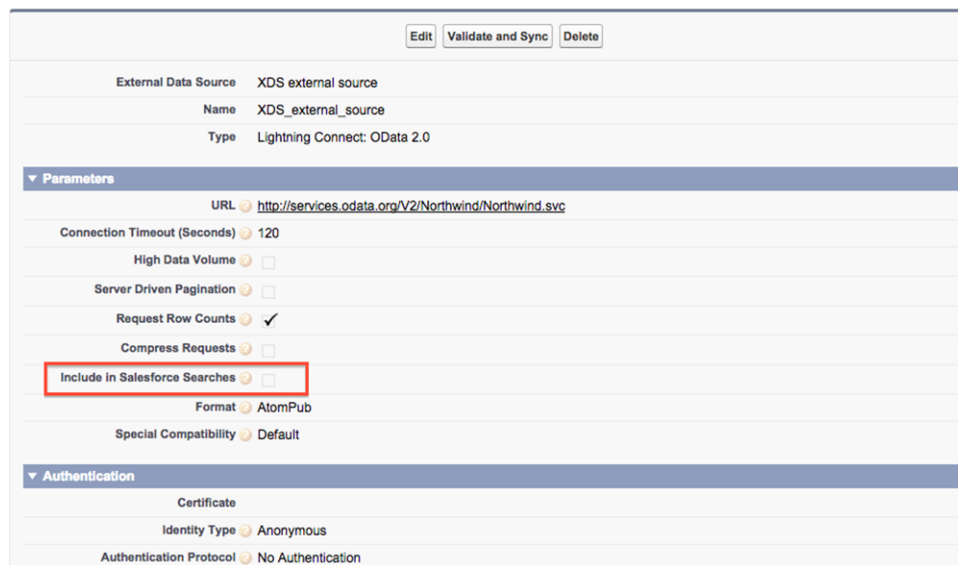 Edit Validate and Sync Delete
External Data Source XDS external source
Name XDS_external_source
Type Lightning Connect: OData 2.0
Parameters
URL ? http://services.odata.org/V2/Northwind/Northwind.svc
Connection Timeout (Seconds) ? 120
High Data Volume ?
Server Driven Pagination ?
Request Row Counts ? ✓
Compress Requests ?
Include in Salesforce Searches ?
Format ? AtomPub
Special Compatibility ? Default
Authentication
Certificate
Identity Type ? Anonymous
Authentication Protocol ? No Authentication